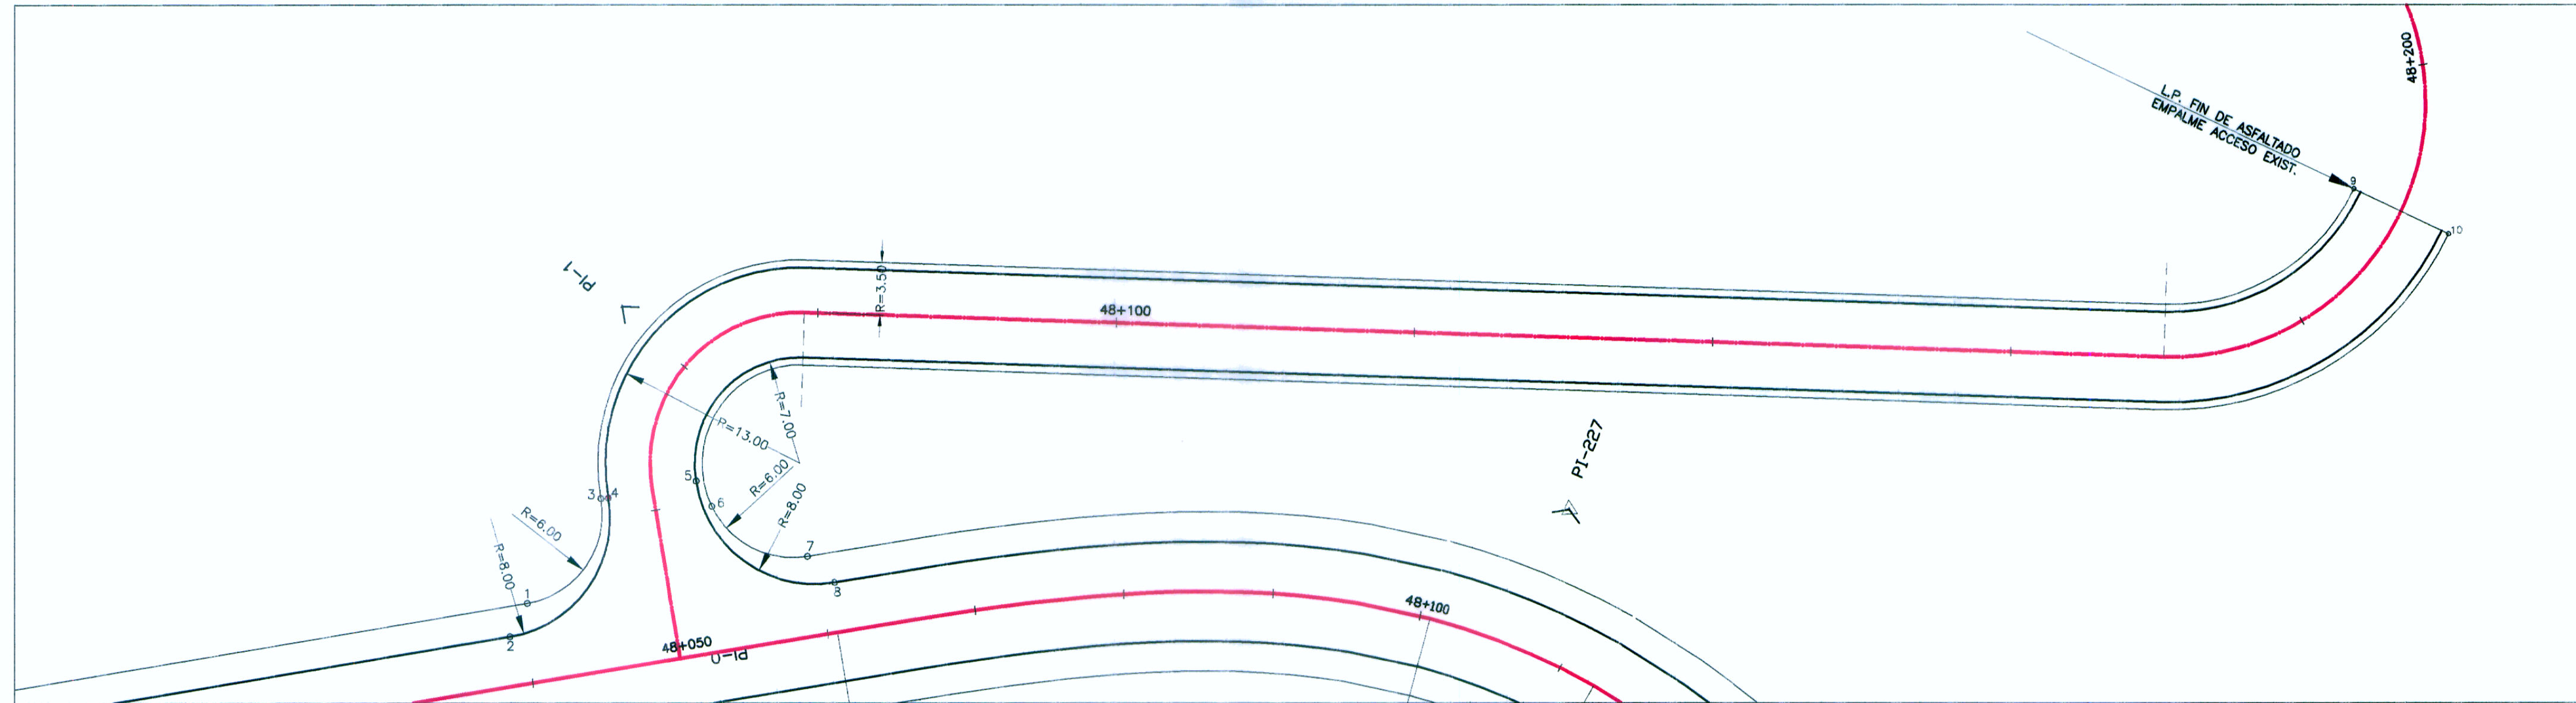 48+200
L.P. FIN DE ASFALTADO
EMPALME ACCESO EXIST.
9
10
PI-1
R=3.50
48+100
R=7.00
R=13.00
PI-227
5
R=6.00
3
4
6
R=8.00
R=6.00
7
R=8.00
1
8
48+100
2
48+050
PI-0